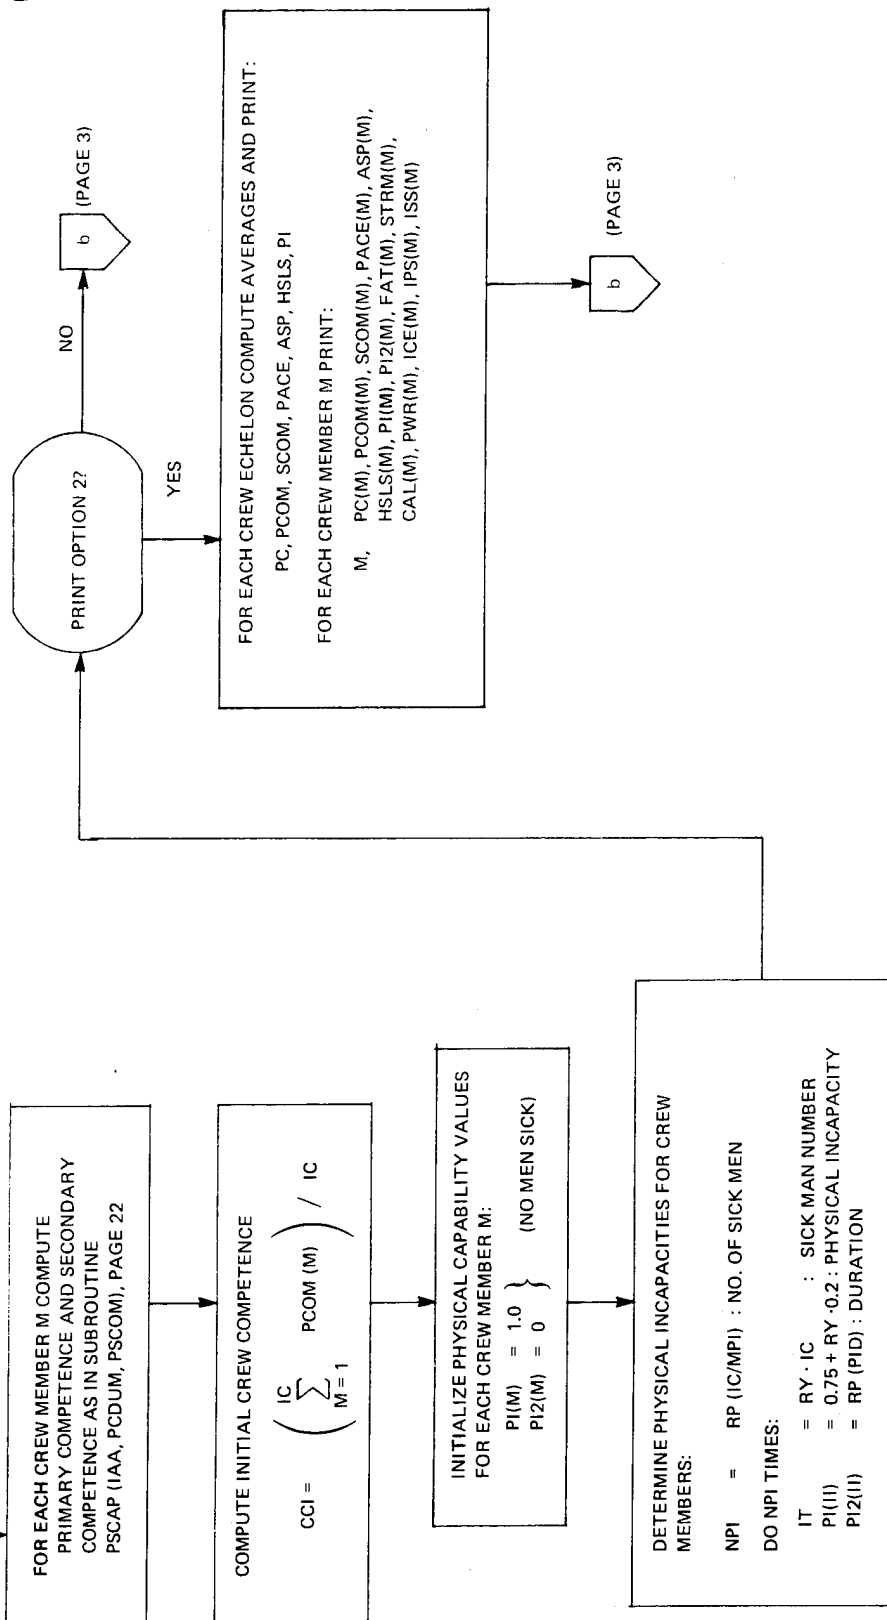 FOR EACH CREW MEMBER M COMPUTE
PRIMARY COMPETENCE AND SECONDARY
COMPETENCE AS IN SUBROUTINE
PSCAP (IAA, PCDUM, PSCOM), PAGE 22
COMPUTE INITIAL CREW COMPETENCE
CCI = ( IC ∑ M = 1 PCOM (M) ) / IC
INITIALIZE PHYSICAL CAPABILITY VALUES
FOR EACH CREW MEMBER M:
PI(M) = 1.0
PI2(M) = 0 } (NO MEN SICK)
DETERMINE PHYSICAL INCAPACITIES FOR CREW
MEMBERS:
NPI = RP (IC/MPI) : NO. OF SICK MEN
DO NPI TIMES:
IT = RY · IC : SICK MAN NUMBER
PI(II) = 0.75 + RY ·0.2 : PHYSICAL INCAPACITY
PI2(II) = RP (PID) : DURATION
PRINT OPTION 2?
NO
b (PAGE 3)
YES
FOR EACH CREW ECHELON COMPUTE AVERAGES AND PRINT:
PC, PCOM, SCOM, PACE, ASP, HSLS, PI
FOR EACH CREW MEMBER M PRINT:
M, PC(M), PCOM(M), SCOM(M), PACE(M), ASP(M),
HSLS(M), PI(M), PI2(M), FAT(M), STRM(M),
CAL(M), PWR(M), ICE(M), IPS(M), ISS(M)
b (PAGE 3)